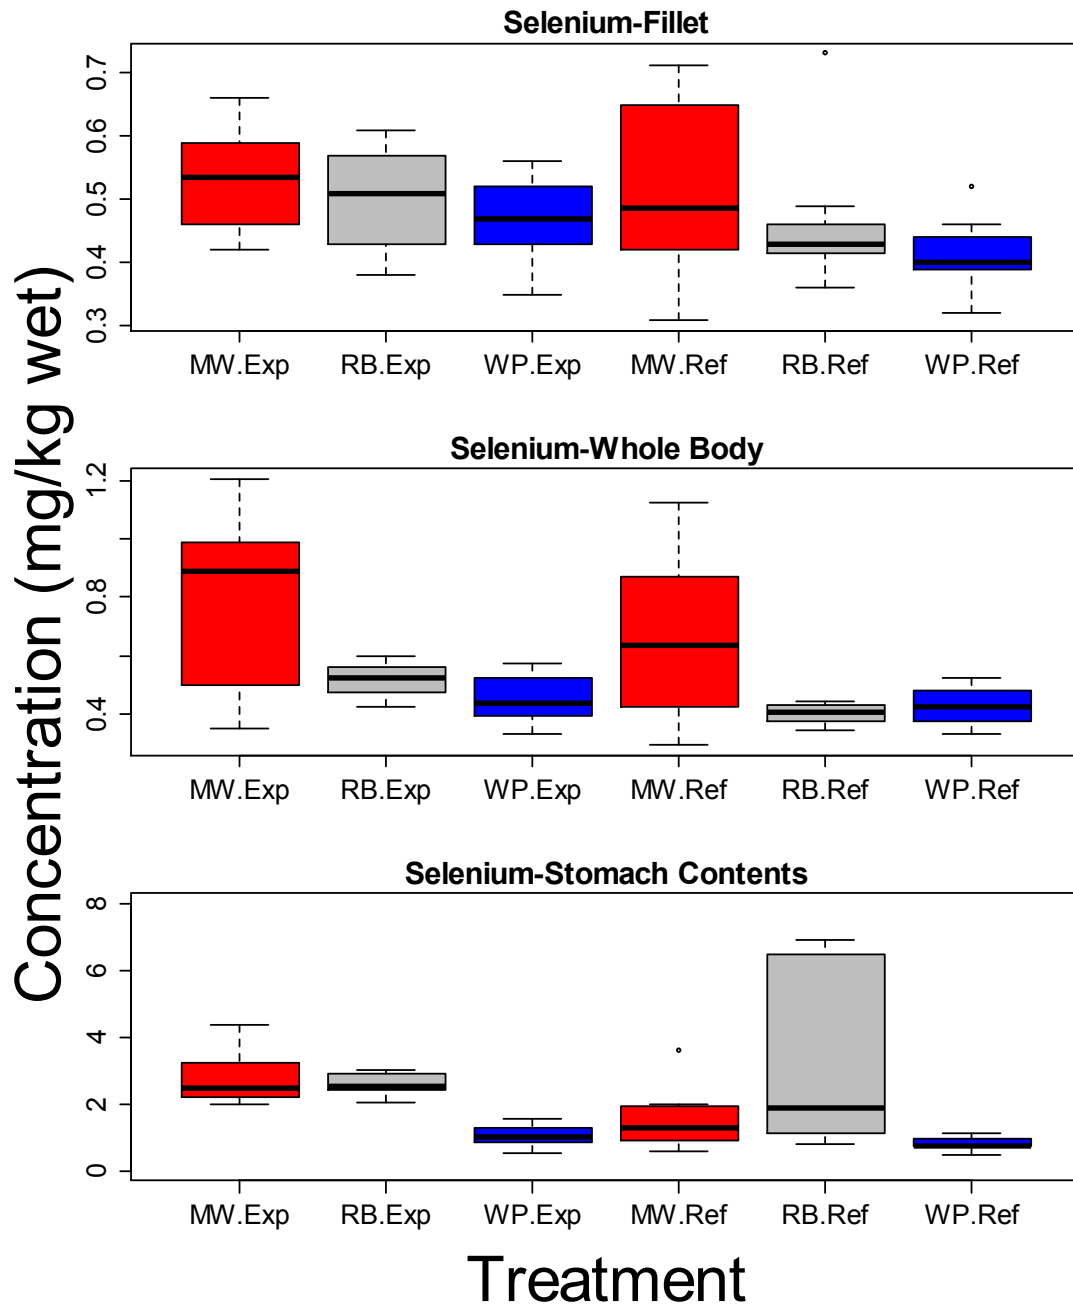 Selenium-Fillet
0.7
0.6
0.5
0.4
0.3
MW.Exp RB.Exp WP.Exp MW.Ref RB.Ref WP.Ref
Selenium-Whole Body
1.2
0.8
0.4
MW.Exp RB.Exp WP.Exp MW.Ref RB.Ref WP.Ref
Selenium-Stomach Contents
8
6
4
2
0
MW.Exp RB.Exp WP.Exp MW.Ref RB.Ref WP.Ref
Concentration (mg/kg wet)
Treatment